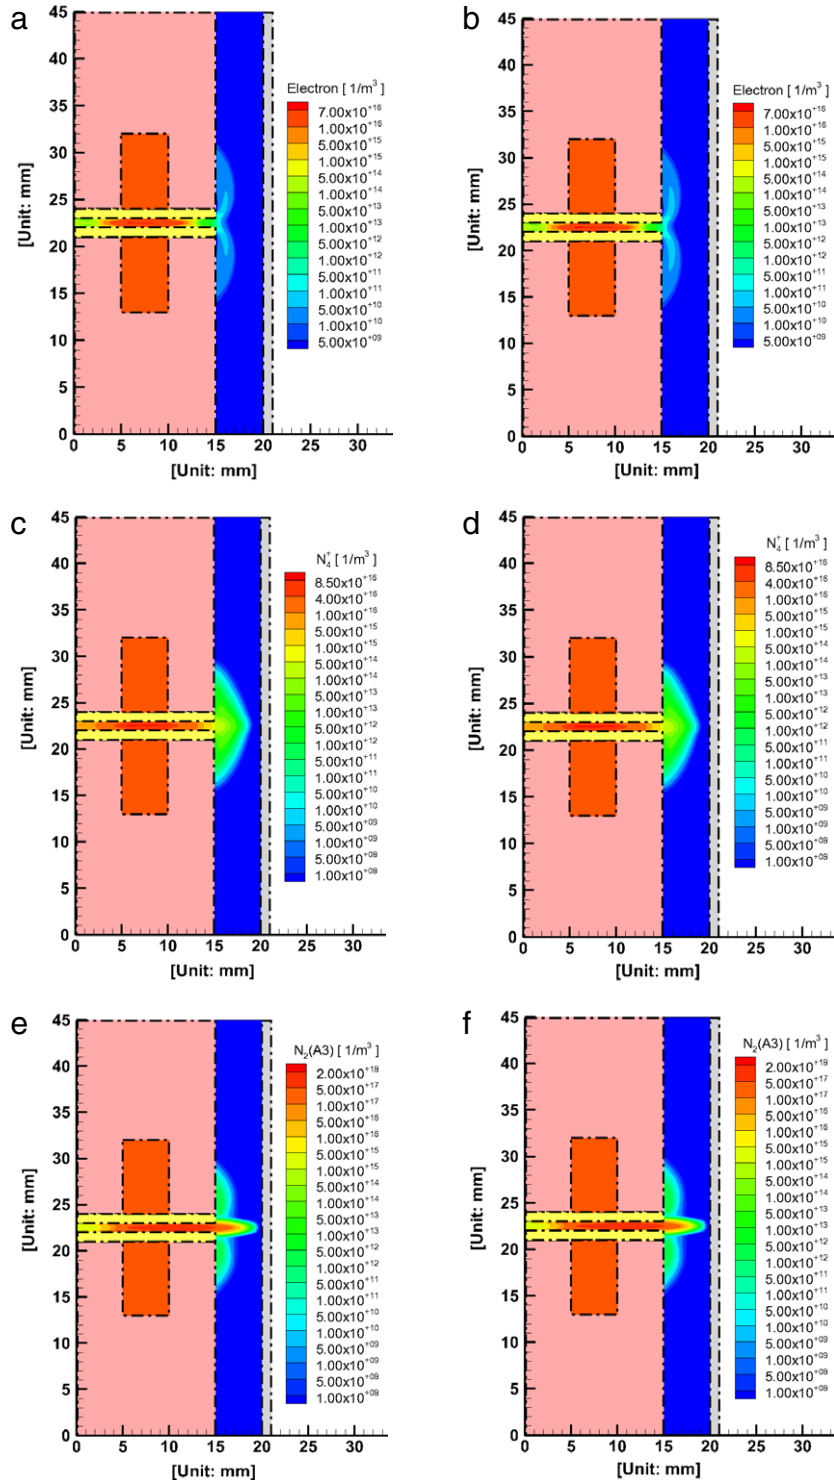 a
45
40
35
30
25
20
15
10
5
0
[Unit: mm]
0 5 10 15 20 25 30
[Unit: mm]
Electron [ 1/m³ ]
7.00x10⁺¹⁶
1.00x10⁺¹⁶
5.00x10⁺¹⁵
1.00x10⁺¹⁵
5.00x10⁺¹⁴
1.00x10⁺¹⁴
5.00x10⁺¹³
1.00x10⁺¹³
5.00x10⁺¹²
1.00x10⁺¹²
5.00x10⁺¹¹
1.00x10⁺¹¹
5.00x10⁺¹⁰
1.00x10⁺¹⁰
5.00x10⁺⁰⁹
b
45
40
35
30
25
20
15
10
5
0
[Unit: mm]
0 5 10 15 20 25 30
[Unit: mm]
Electron [ 1/m³ ]
7.00x10⁺¹⁶
1.00x10⁺¹⁶
5.00x10⁺¹⁵
1.00x10⁺¹⁵
5.00x10⁺¹⁴
1.00x10⁺¹⁴
5.00x10⁺¹³
1.00x10⁺¹³
5.00x10⁺¹²
1.00x10⁺¹²
5.00x10⁺¹¹
1.00x10⁺¹¹
5.00x10⁺¹⁰
1.00x10⁺¹⁰
5.00x10⁺⁰⁹
c
45
40
35
30
25
20
15
10
5
0
[Unit: mm]
0 5 10 15 20 25 30
[Unit: mm]
N₄⁺ [ 1/m³ ]
8.50x10⁺¹⁶
4.00x10⁺¹⁶
1.00x10⁺¹⁶
5.00x10⁺¹⁵
1.00x10⁺¹⁵
5.00x10⁺¹⁴
1.00x10⁺¹⁴
5.00x10⁺¹³
1.00x10⁺¹³
5.00x10⁺¹²
1.00x10⁺¹²
5.00x10⁺¹¹
1.00x10⁺¹¹
5.00x10⁺¹⁰
1.00x10⁺¹⁰
5.00x10⁺⁰⁹
1.00x10⁺⁰⁹
5.00x10⁺⁰⁸
1.00x10⁺⁰⁸
d
45
40
35
30
25
20
15
10
5
0
[Unit: mm]
0 5 10 15 20 25 30
[Unit: mm]
N₄⁺ [ 1/m³ ]
8.50x10⁺¹⁶
4.00x10⁺¹⁶
1.00x10⁺¹⁶
5.00x10⁺¹⁵
1.00x10⁺¹⁵
5.00x10⁺¹⁴
1.00x10⁺¹⁴
5.00x10⁺¹³
1.00x10⁺¹³
5.00x10⁺¹²
1.00x10⁺¹²
5.00x10⁺¹¹
1.00x10⁺¹¹
5.00x10⁺¹⁰
1.00x10⁺¹⁰
5.00x10⁺⁰⁹
1.00x10⁺⁰⁹
5.00x10⁺⁰⁸
1.00x10⁺⁰⁸
e
45
40
35
30
25
20
15
10
5
0
[Unit: mm]
0 5 10 15 20 25 30
[Unit: mm]
N₂(A3) [ 1/m³ ]
2.00x10⁺¹⁸
5.00x10⁺¹⁷
1.00x10⁺¹⁷
5.00x10⁺¹⁶
1.00x10⁺¹⁶
5.00x10⁺¹⁵
1.00x10⁺¹⁵
5.00x10⁺¹⁴
1.00x10⁺¹⁴
5.00x10⁺¹³
1.00x10⁺¹³
5.00x10⁺¹²
1.00x10⁺¹²
5.00x10⁺¹¹
1.00x10⁺¹¹
5.00x10⁺¹⁰
1.00x10⁺¹⁰
5.00x10⁺⁰⁹
1.00x10⁺⁰⁹
5.00x10⁺⁰⁸
1.00x10⁺⁰⁸
f
45
40
35
30
25
20
15
10
5
0
[Unit: mm]
0 5 10 15 20 25 30
[Unit: mm]
N₂(A3) [ 1/m³ ]
2.00x10⁺¹⁸
5.00x10⁺¹⁷
1.00x10⁺¹⁷
5.00x10⁺¹⁶
1.00x10⁺¹⁶
5.00x10⁺¹⁵
1.00x10⁺¹⁵
5.00x10⁺¹⁴
1.00x10⁺¹⁴
5.00x10⁺¹³
1.00x10⁺¹³
5.00x10⁺¹²
1.00x10⁺¹²
5.00x10⁺¹¹
1.00x10⁺¹¹
5.00x10⁺¹⁰
1.00x10⁺¹⁰
5.00x10⁺⁰⁹
1.00x10⁺⁰⁹
5.00x10⁺⁰⁸
1.00x10⁺⁰⁸